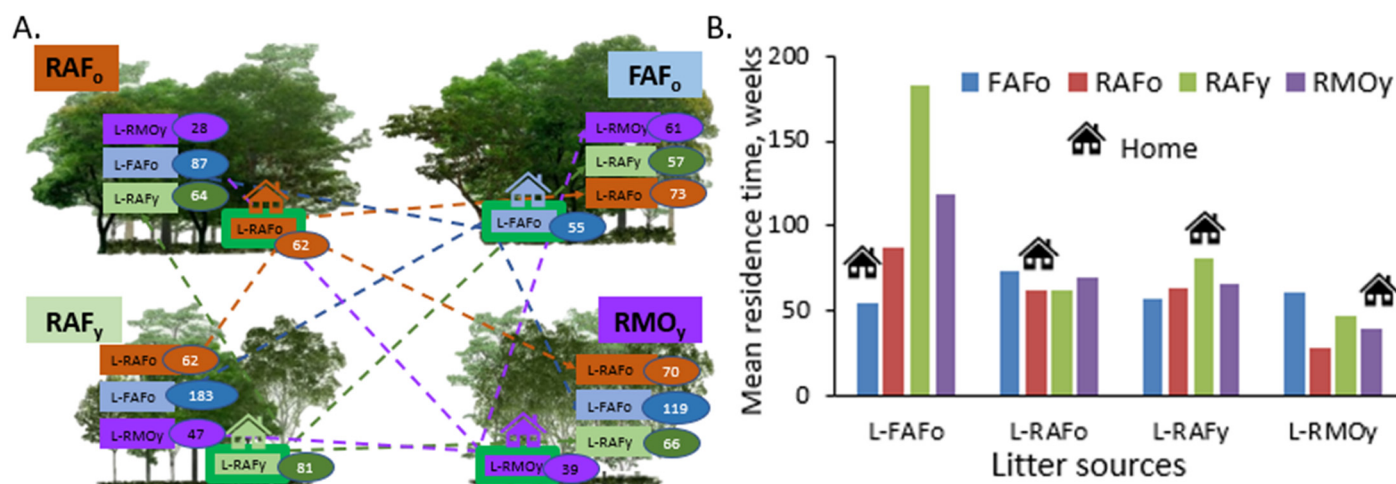 A.
RAFo
L-RMOy 28
L-FAFo 87
L-RAFy 64
L-RAFo
62
FAFo
L-RMOy 61
L-RAFy 57
L-RAFo 73
L-FAFo
55
RAFy
L-RAFo 62
L-FAFo 183
L-RMOy 47
L-RAFy 81
RMOy
L-RAFo 70
L-FAFo 119
L-RAFy 66
L-RMOy 39
B.
Mean residence time, weeks
200
150
100
50
0
FAFo RAFo RAFy RMOy
Home
L-FAFo L-RAFo L-RAFy L-RMOy
Litter sources